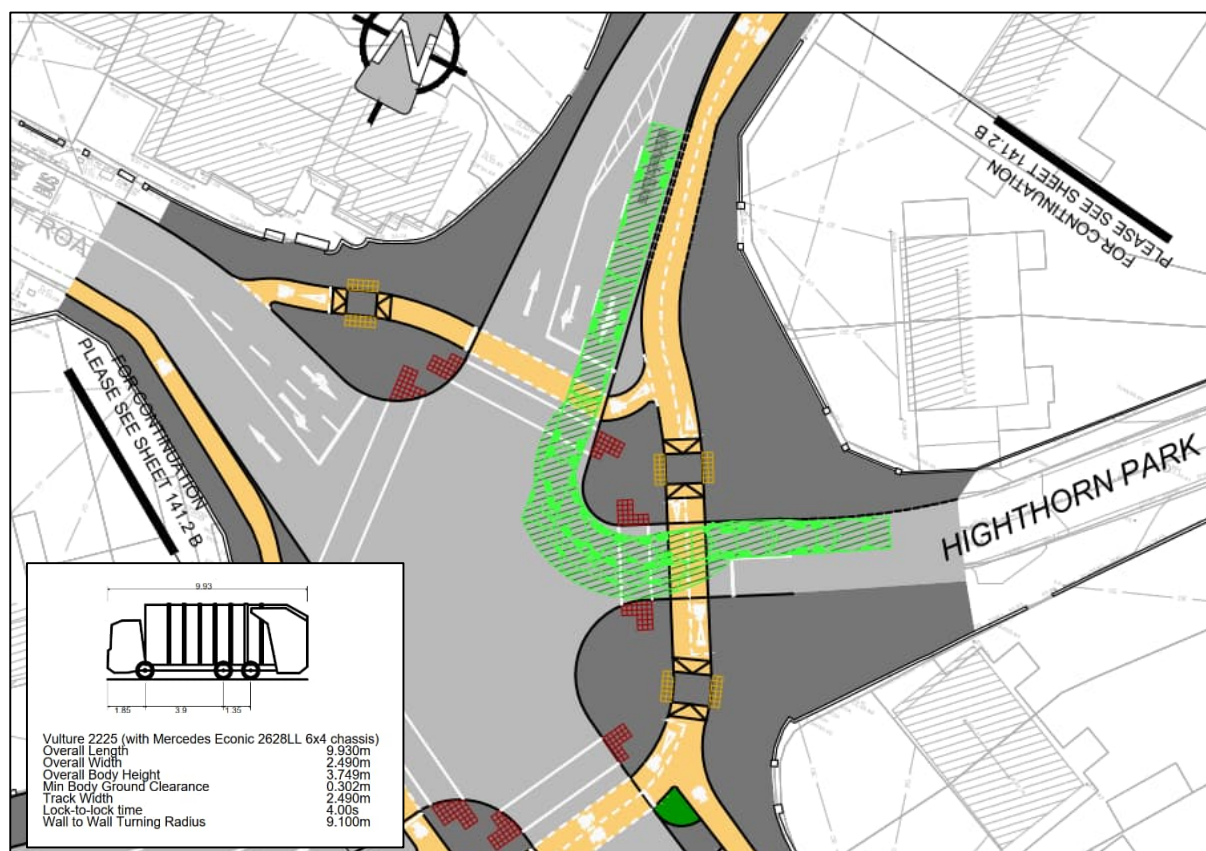 FOR CONTINUATION
PLEASE SEE SHEET 141.2 B
FOR CONTINUATION
PLEASE SEE SHEET 141.2 B
HIGHTHORN PARK
9.93
1.85
3.9
1.35
Vulture 2225 (with Mercedes Econic 2628LL 6x4 chassis)
Overall Length 9.930m
Overall Width 2.490m
Overall Body Height 3.749m
Min Body Ground Clearance 0.302m
Track Width 2.490m
Lock-to-lock time 4.00s
Wall to Wall Turning Radius 9.100m